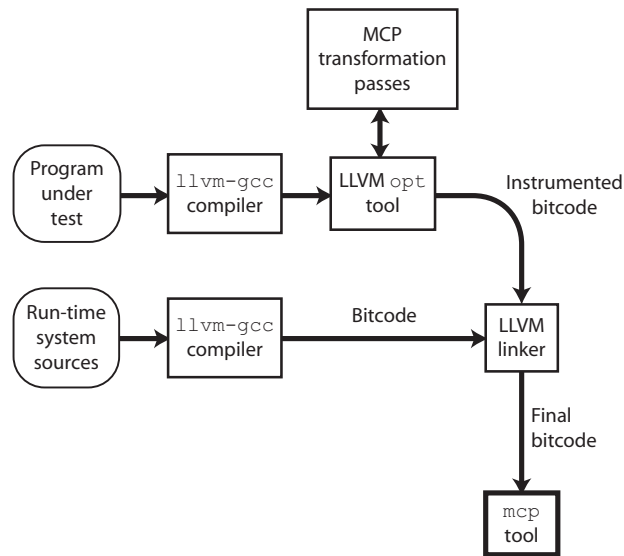 MCP
transformation
passes
Program
under
test
llvm-gcc
compiler
LLVM opt
tool
Instrumented
bitcode
Run-time
system
sources
llvm-gcc
compiler
Bitcode
LLVM
linker
Final
bitcode
mcp
tool